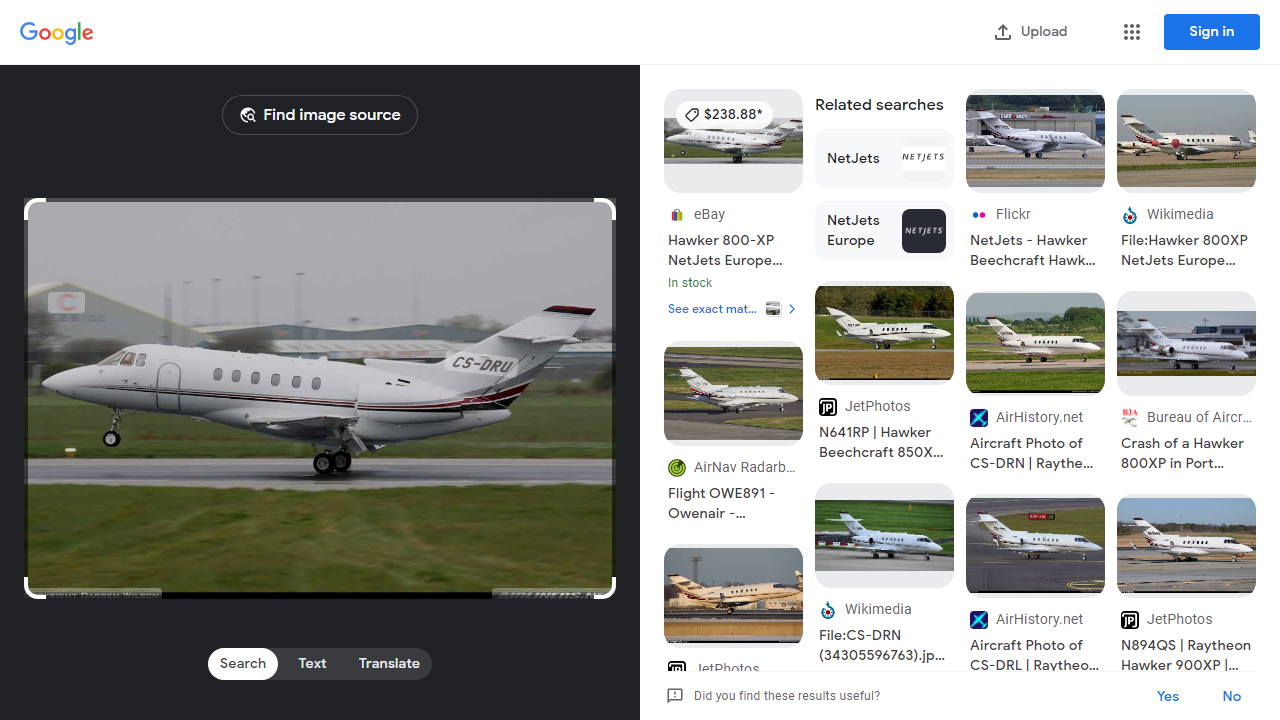 Google
Upload
Sign in
Find image source
CS-DRU
Search
Text
Translate
$238.88*
eBay
Hawker 800-XP
NetJets Europe...
In stock
See exact mat...
AirNav Radarb...
Flight OWE891 -
Owenair -...
JetPhotos
Related searches
NetJets
NETJETS
NetJets
Europe
NETJETS
JetPhotos
N641RP | Hawker
Beechcraft 850X...
Wikimedia
File:CS-DRN
(34305596763).jp...
Flickr
NetJets - Hawker
Beechcraft Hawk...
AirHistory.net
Aircraft Photo of
CS-DRN | Raythe...
AirHistory.net
Aircraft Photo of
CS-DRL | Raytheo...
Wikimedia
File:Hawker 800XP
NetJets Europe...
Bureau of Aircr...
Crash of a Hawker
800XP in Port...
JetPhotos
N894QS | Raytheon
Hawker 900XP |...
Did you find these results useful?
Yes
No